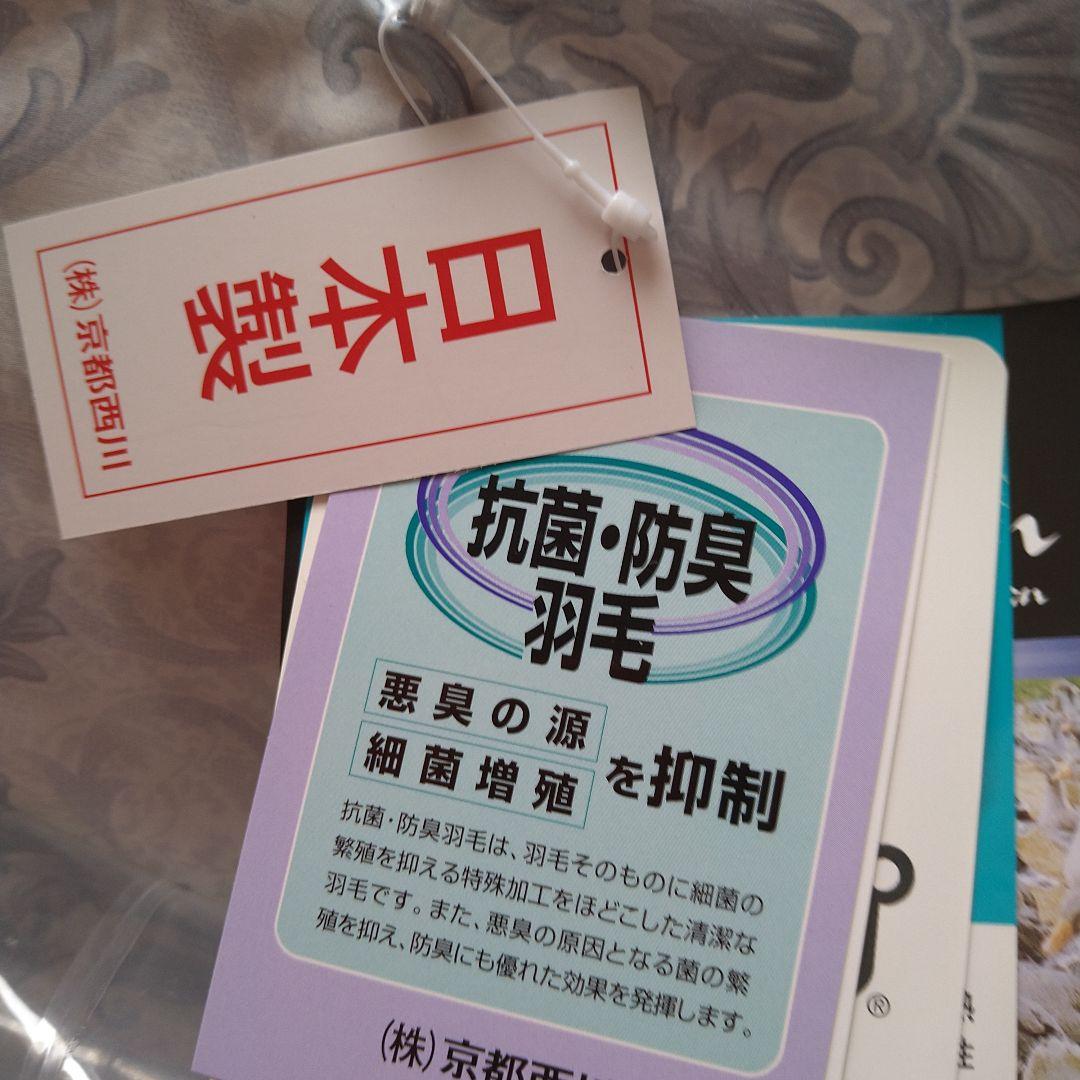 日本製
(株)京都西川
抗菌・防臭
羽毛
悪臭の源
細菌増殖
を抑制
抗菌・防臭羽毛は、羽毛そのものに細菌の
繁殖を抑える特殊加工をほどこした清潔な
羽毛です。また、悪臭の原因となる菌の繁
殖を抑え、防臭にも優れた効果を発揮します。
(株)京都西川
®